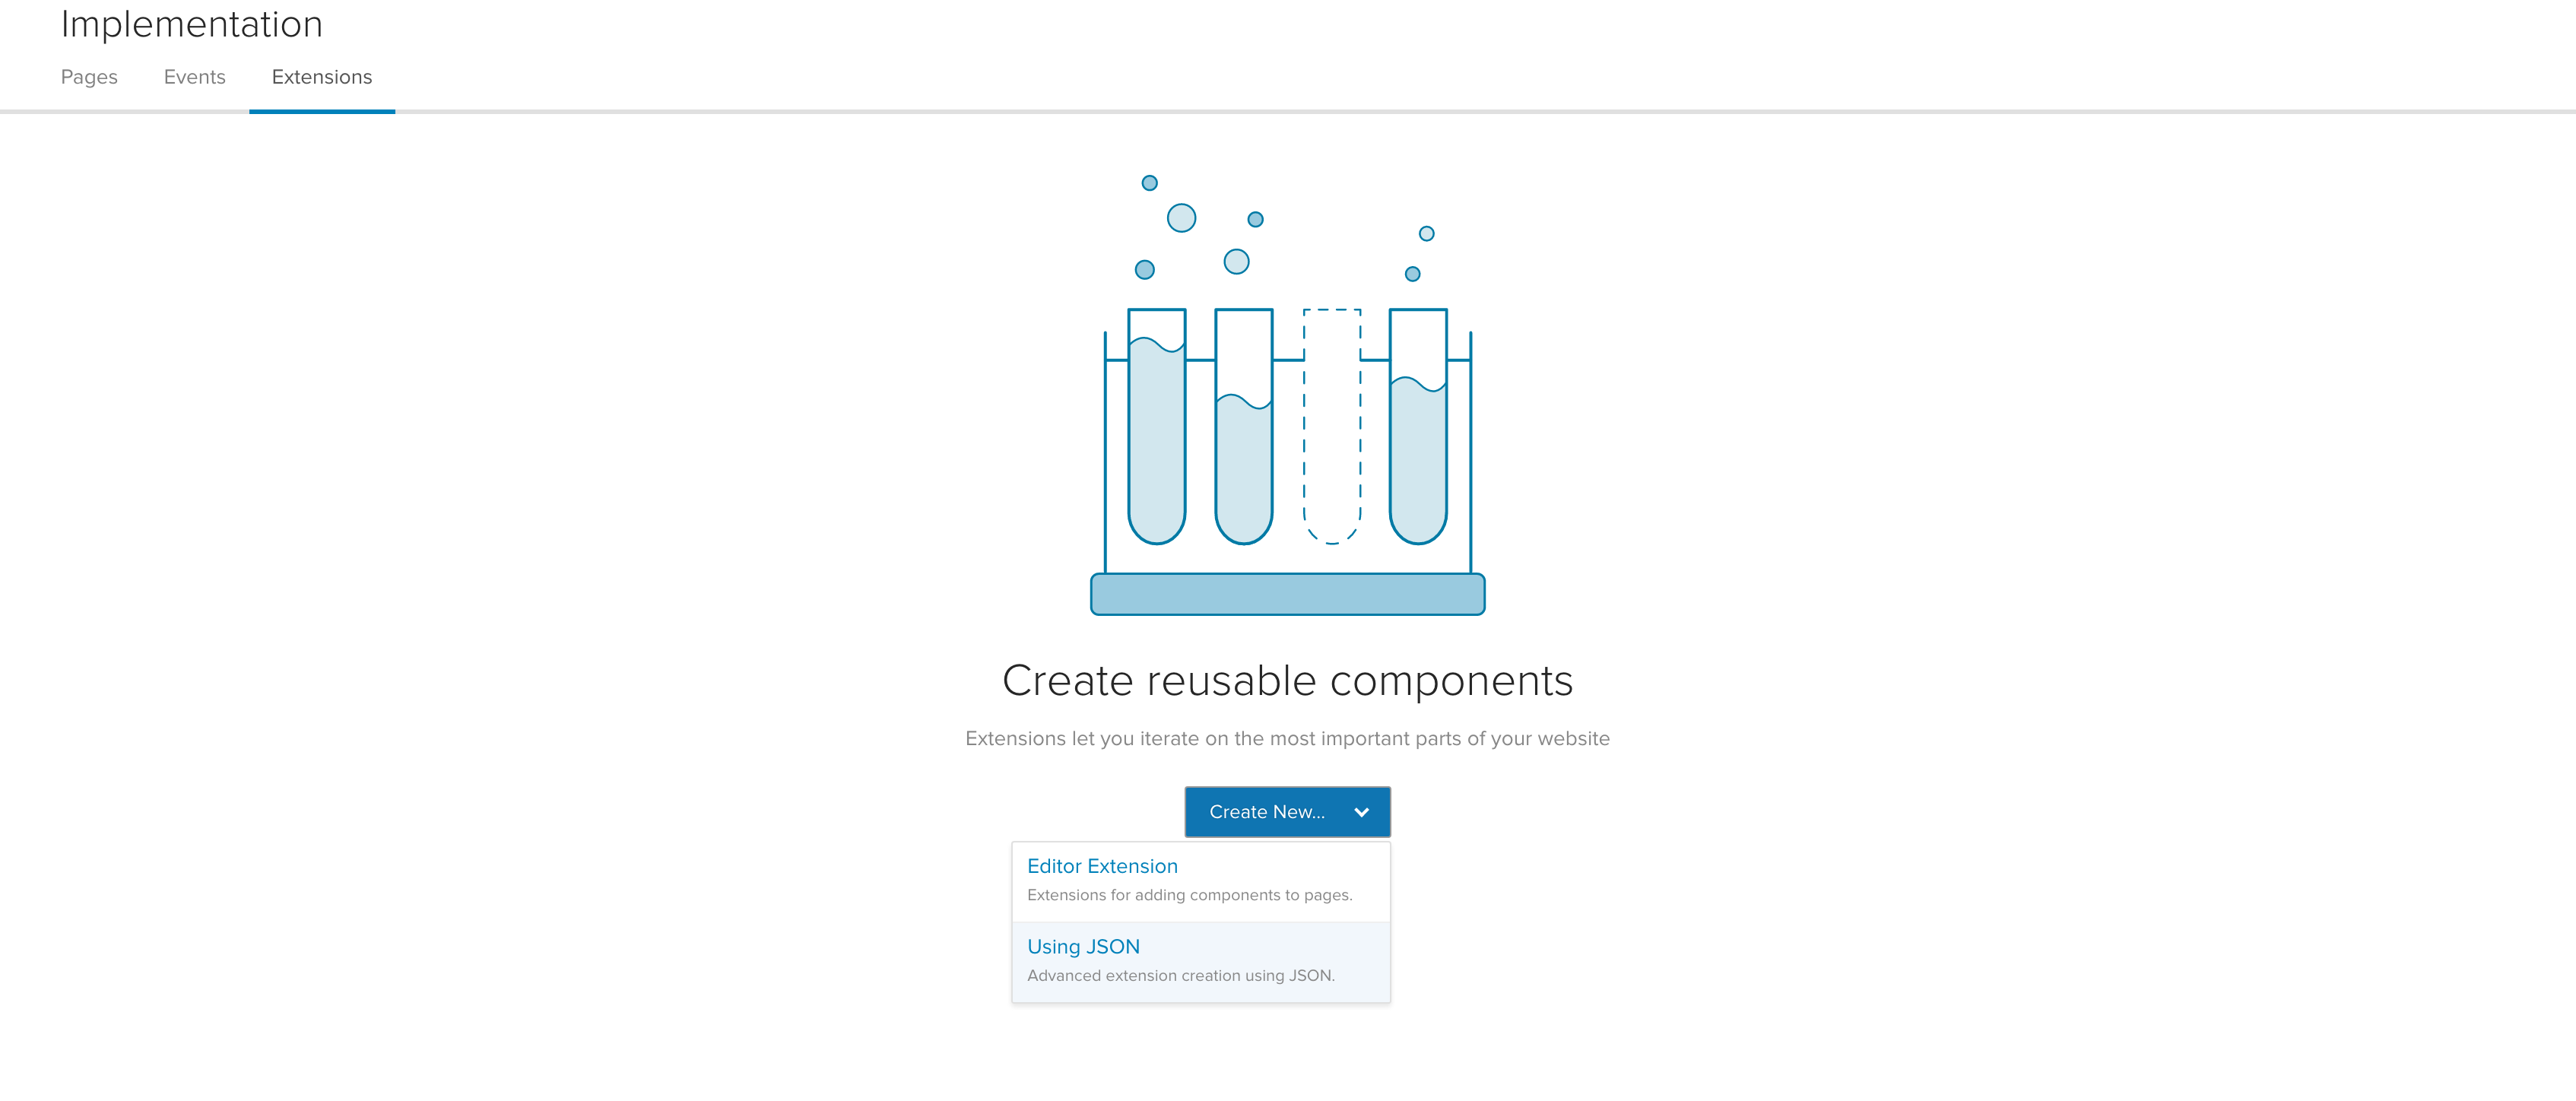 Implementation
Pages Events Extensions
Create reusable components
Extensions let you iterate on the most important parts of your website
Create New...
Editor Extension
Extensions for adding components to pages.
Using JSON
Advanced extension creation using JSON.